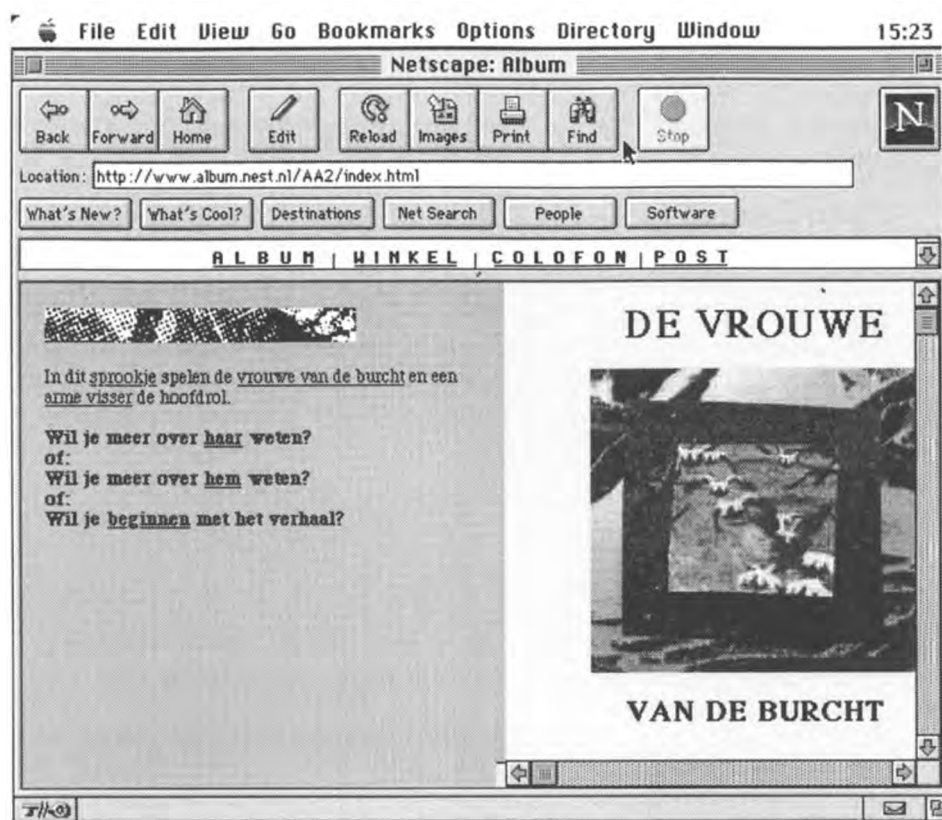 File Edit View Go Bookmarks Options Directory Window 15:23
Netscape: Album
Back Forward Home Edit Reload Images Print Find Stop
N
Location: http://www.album.nest.nl/AA2/index.html
What's New? What's Cool? Destinations Net Search People Software
ALBUM | WINKEL | COLOFON | POST
In dit sprookje spelen de vrouwe van de burcht en een
arme visser de hoofdrol.
Wil je meer over haar weten?
of:
Wil je meer over hem weten?
of:
Wil je beginnen met het verhaal?
DE VROUWE
VAN DE BURCHT